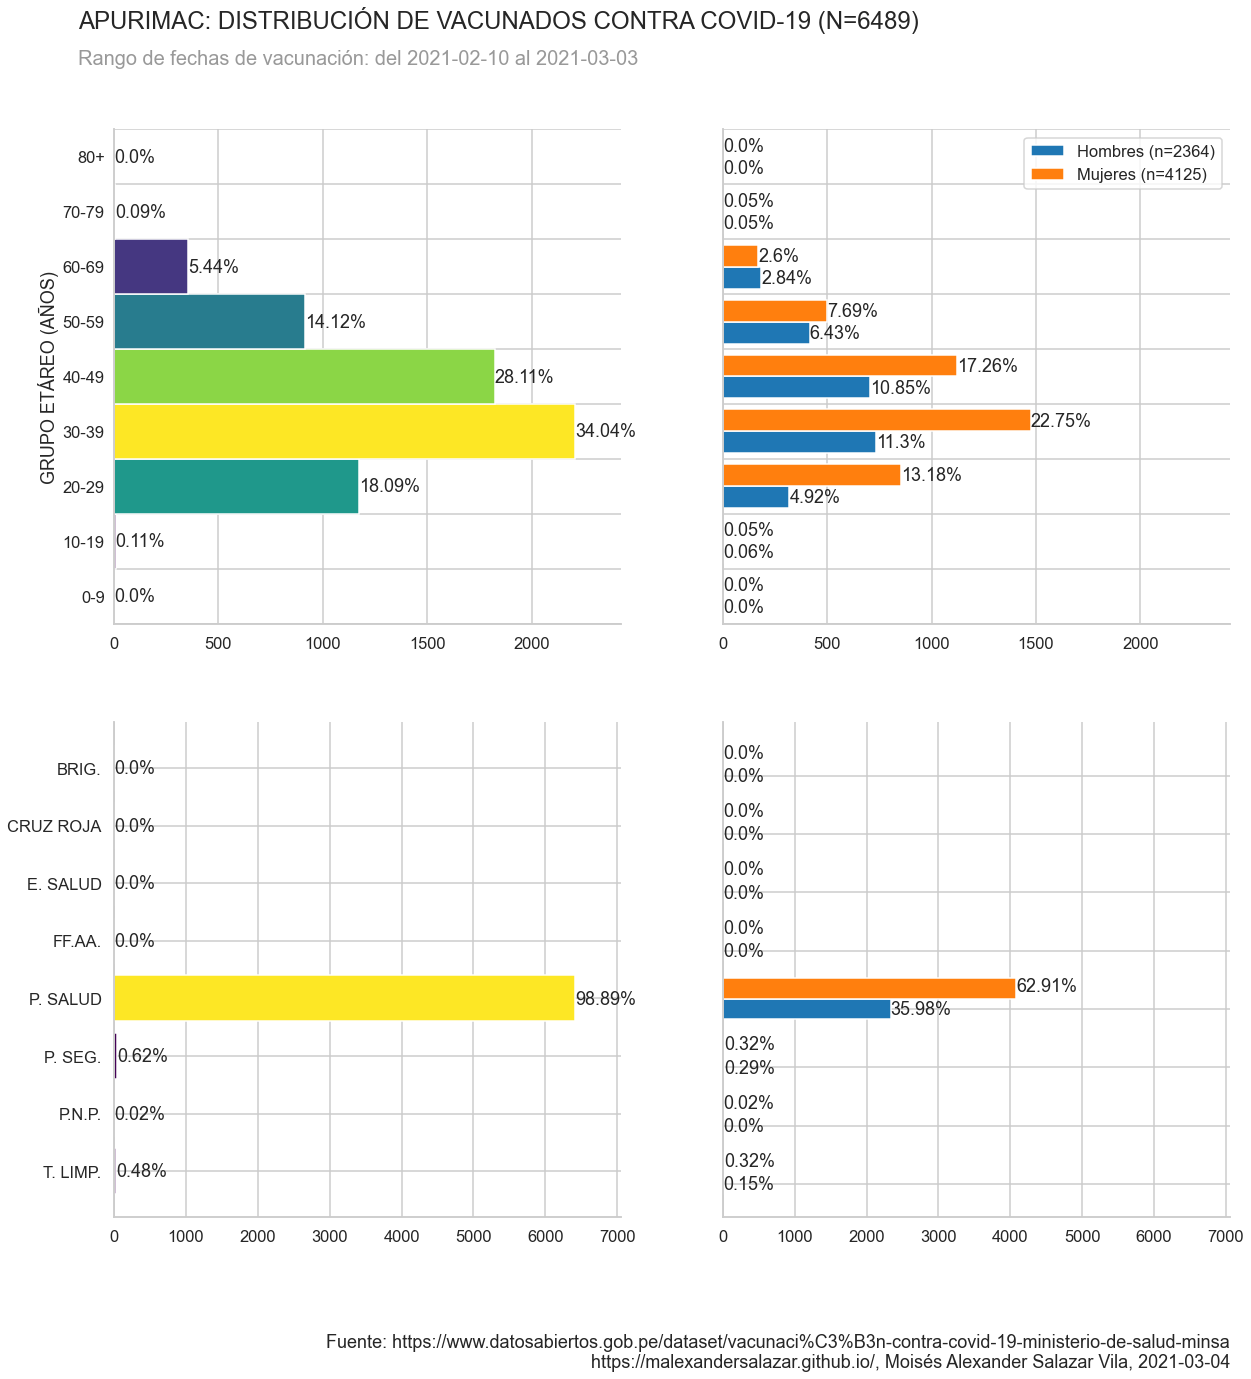 APURIMAC: DISTRIBUCIÓN DE VACUNADOS CONTRA COVID-19 (N=6489)
Rango de fechas de vacunación: del 2021-02-10 al 2021-03-03
GRUPO ETÁREO (AÑOS)
80+ 0.0%
70-79 0.09%
60-69 5.44%
50-59 14.12%
40-49 28.11%
30-39 34.04%
20-29 18.09%
10-19 0.11%
0-9 0.0%
0 500 1000 1500 2000
Hombres (n=2364)
Mujeres (n=4125)
0.0%
0.0%
0.05%
0.05%
2.6%
2.84%
7.69%
6.43%
17.26%
10.85%
22.75%
11.3%
13.18%
4.92%
0.05%
0.06%
0.0%
0.0%
0 500 1000 1500 2000
BRIG. 0.0%
CRUZ ROJA 0.0%
E. SALUD 0.0%
FF.AA. 0.0%
P. SALUD 98.89%
P. SEG. 0.62%
P.N.P. 0.02%
T. LIMP. 0.48%
0 1000 2000 3000 4000 5000 6000 7000
0.0%
0.0%
0.0%
0.0%
0.0%
0.0%
0.0%
0.0%
62.91%
35.98%
0.32%
0.29%
0.02%
0.0%
0.32%
0.15%
0 1000 2000 3000 4000 5000 6000 7000
Fuente: https://www.datosabiertos.gob.pe/dataset/vacunaci%C3%B3n-contra-covid-19-ministerio-de-salud-minsa
https://malexandersalazar.github.io/, Moisés Alexander Salazar Vila, 2021-03-04